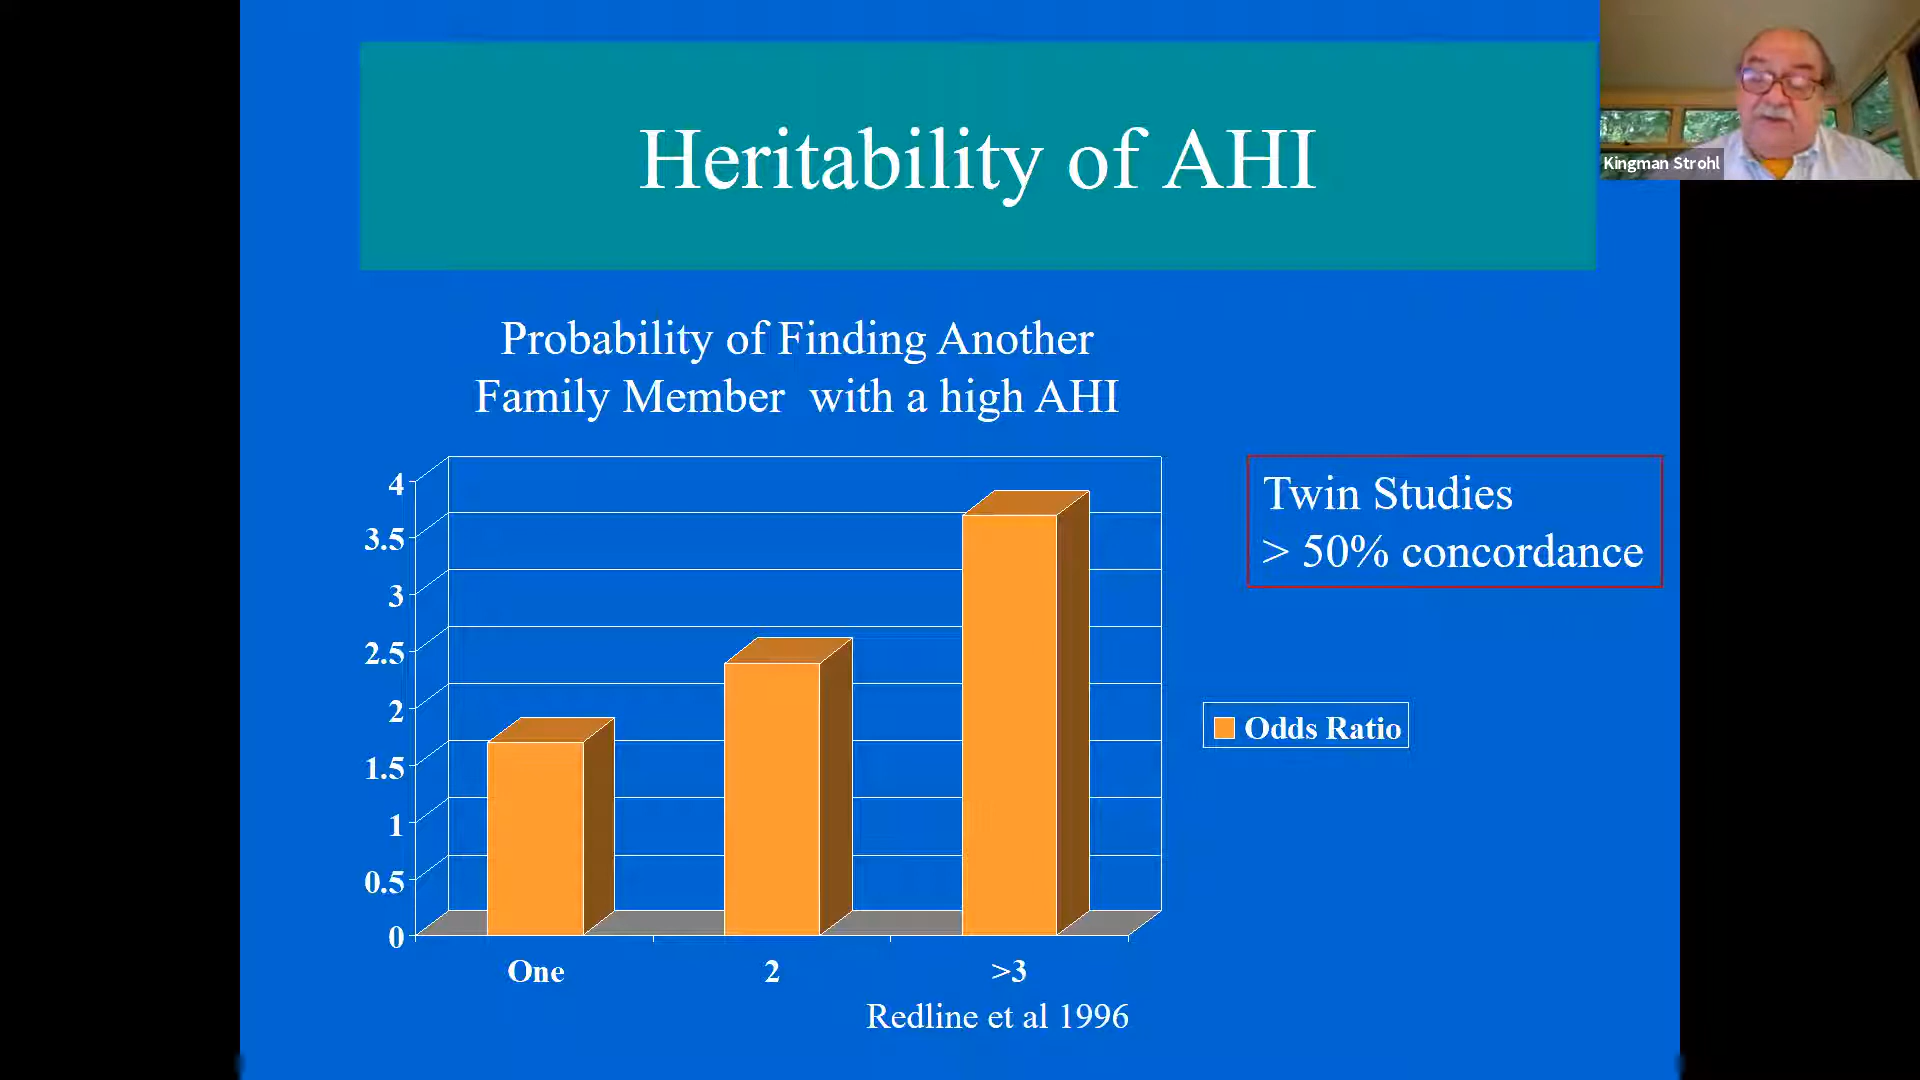 Heritability of AHI
Kingman Strohl
Probability of Finding Another
Family Member  with a high AHI
4
3.5
3
2.5
2
1.5
1
0.5
0
One
2
>3
Twin Studies
> 50% concordance
Odds Ratio
Redline et al 1996